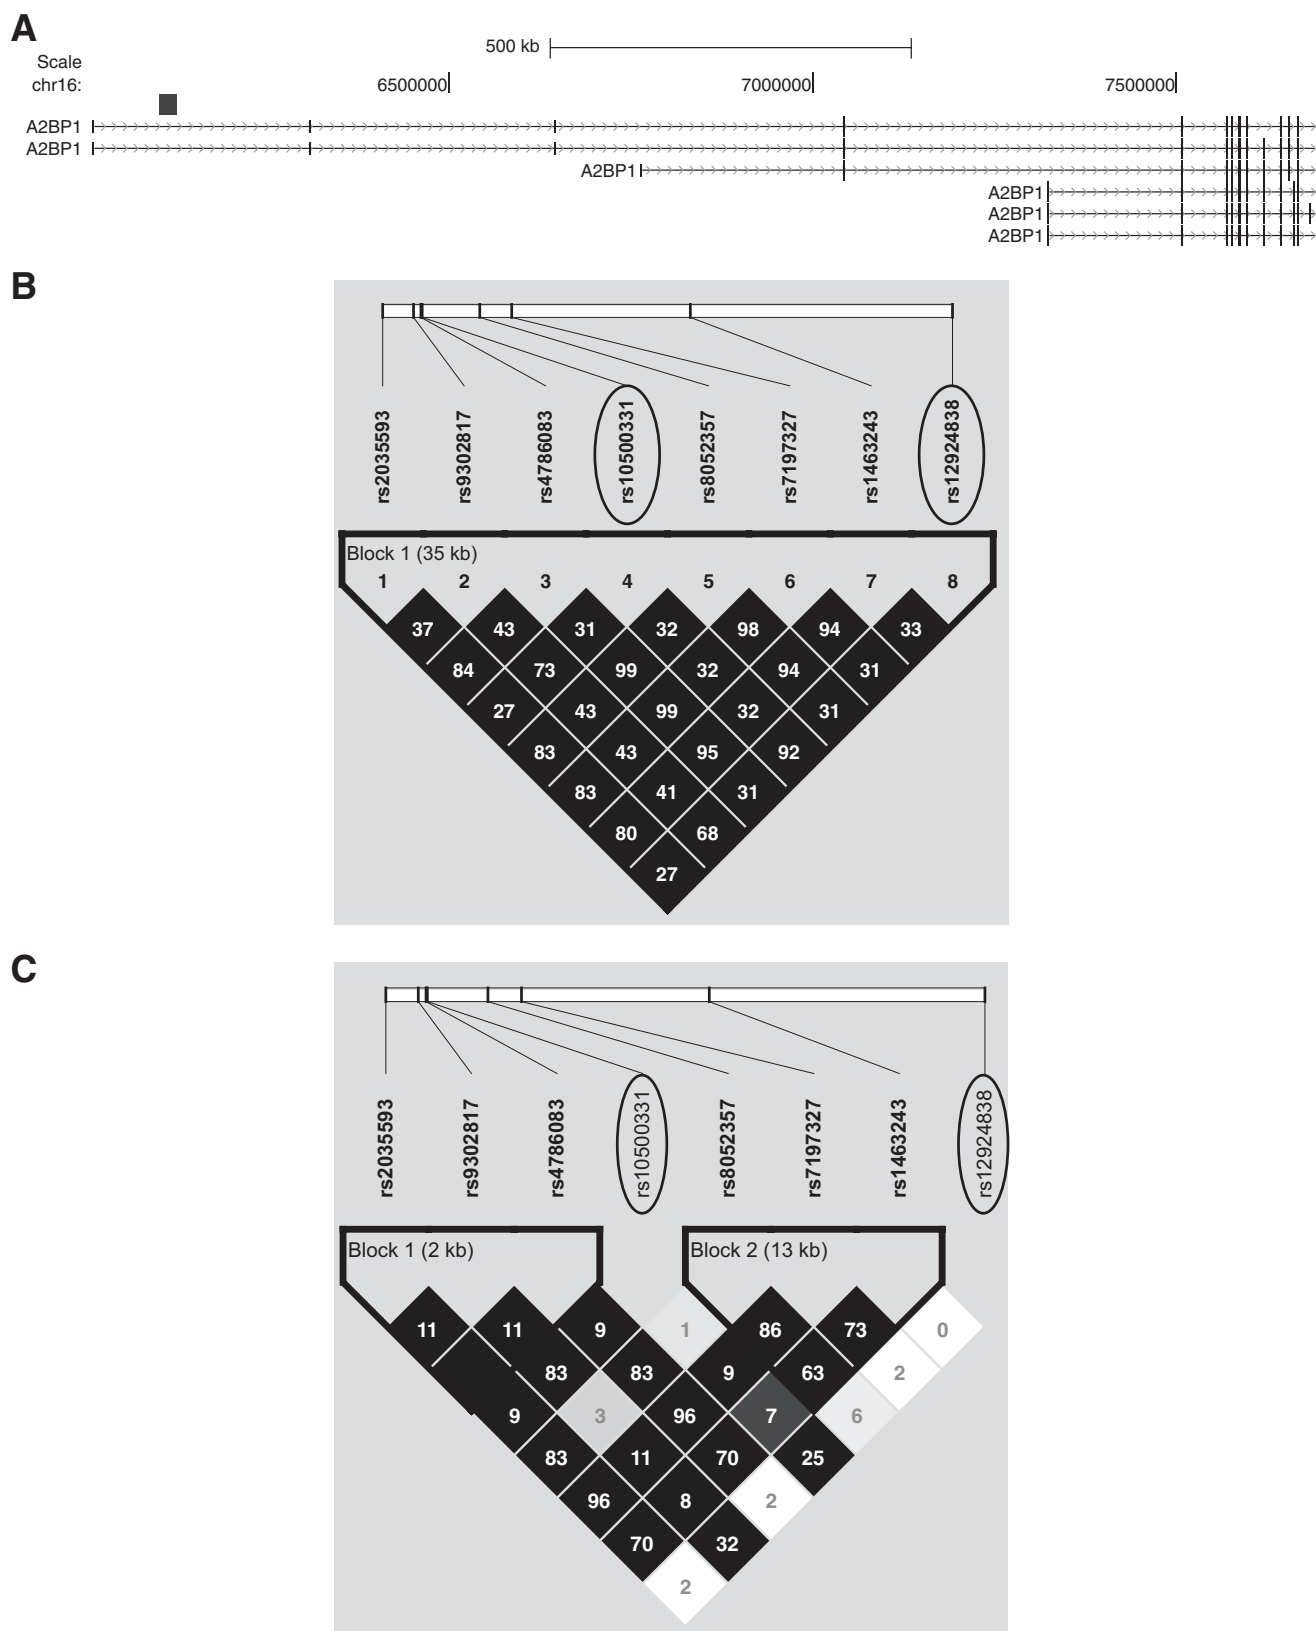 A
500 kb
Scale
chr16:
6500000
7000000
7500000
A2BP1
A2BP1
A2BP1
A2BP1
A2BP1
A2BP1
B
rs2035593
rs9302817
rs4786083
rs10500331
rs8052357
rs7197327
rs1463243
rs12924838
Block 1 (35 kb)
1 2 3 4 5 6 7 8
37 43 31 32 98 94 33
84 73 99 32 94 31
27 43 99 32 31
83 43 95 92
83 41 31
80 68
27
C
rs2035593
rs9302817
rs4786083
rs10500331
rs8052357
rs7197327
rs1463243
rs12924838
Block 1 (2 kb)
Block 2 (13 kb)
11 11 9 1 86 73 0
83 83 9 63 2
9 3 96 7 6
83 11 70 25
96 8 2
70 32
2